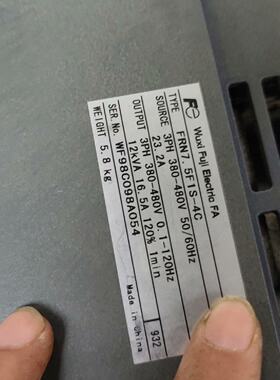 Fe
Wuxi Fuji Electric FA
TYPE FRN7.5F1S-4C
SOURCE 3PH 380-480V 50/60Hz
23.2A
OUTPUT 3PH 380-480V 0.1-120Hz
12kVA 16.5A 120% 1min
SER.No. WF98C098A054 932
WEIGHT 5.8 kg Made in China